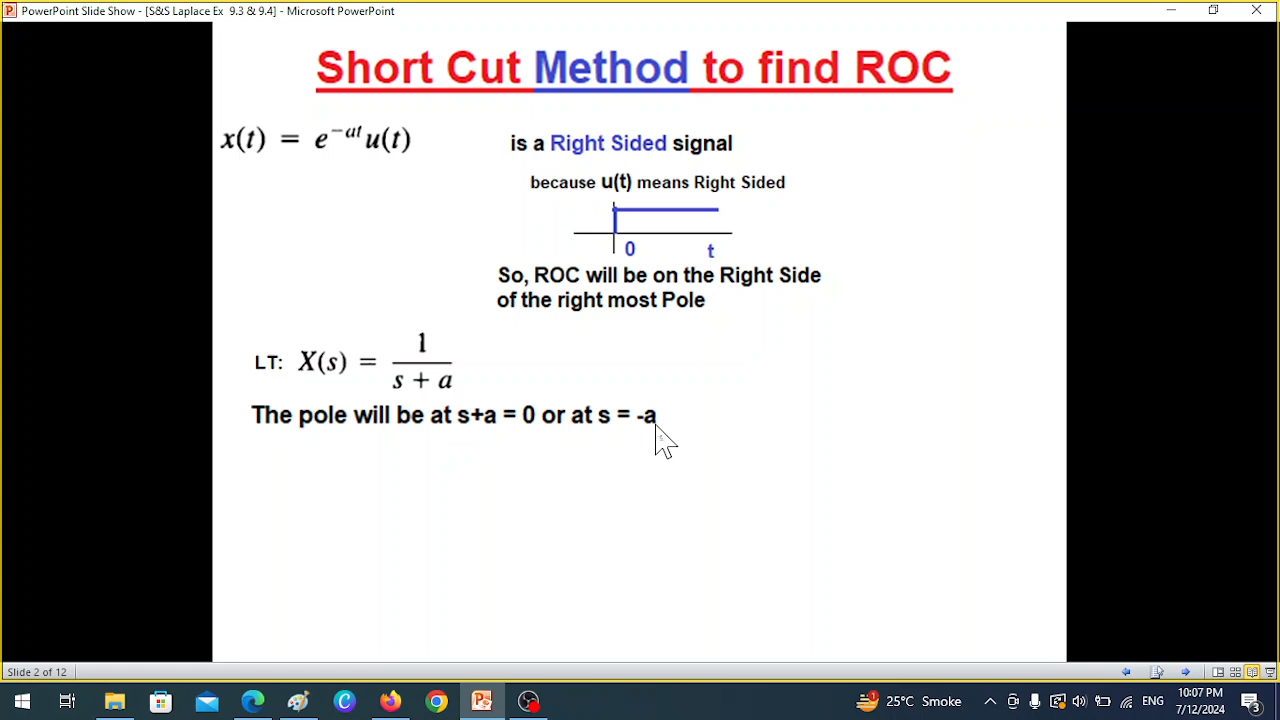 PowerPoint Slide Show - [S&S Laplace Ex 9.3 & 9.4] - Microsoft PowerPoint
Short Cut Method to find ROC
x(t) = e^{-at}u(t)
is a Right Sided signal
because u(t) means Right Sided
0 t
So, ROC will be on the Right Side
of the right most Pole
LT: X(s) = 1/(s + a)
The pole will be at s+a = 0 or at s = -a
Slide 2 of 12
1
25°C Smoke
ENG
10:07 PM
7/12/2024
3